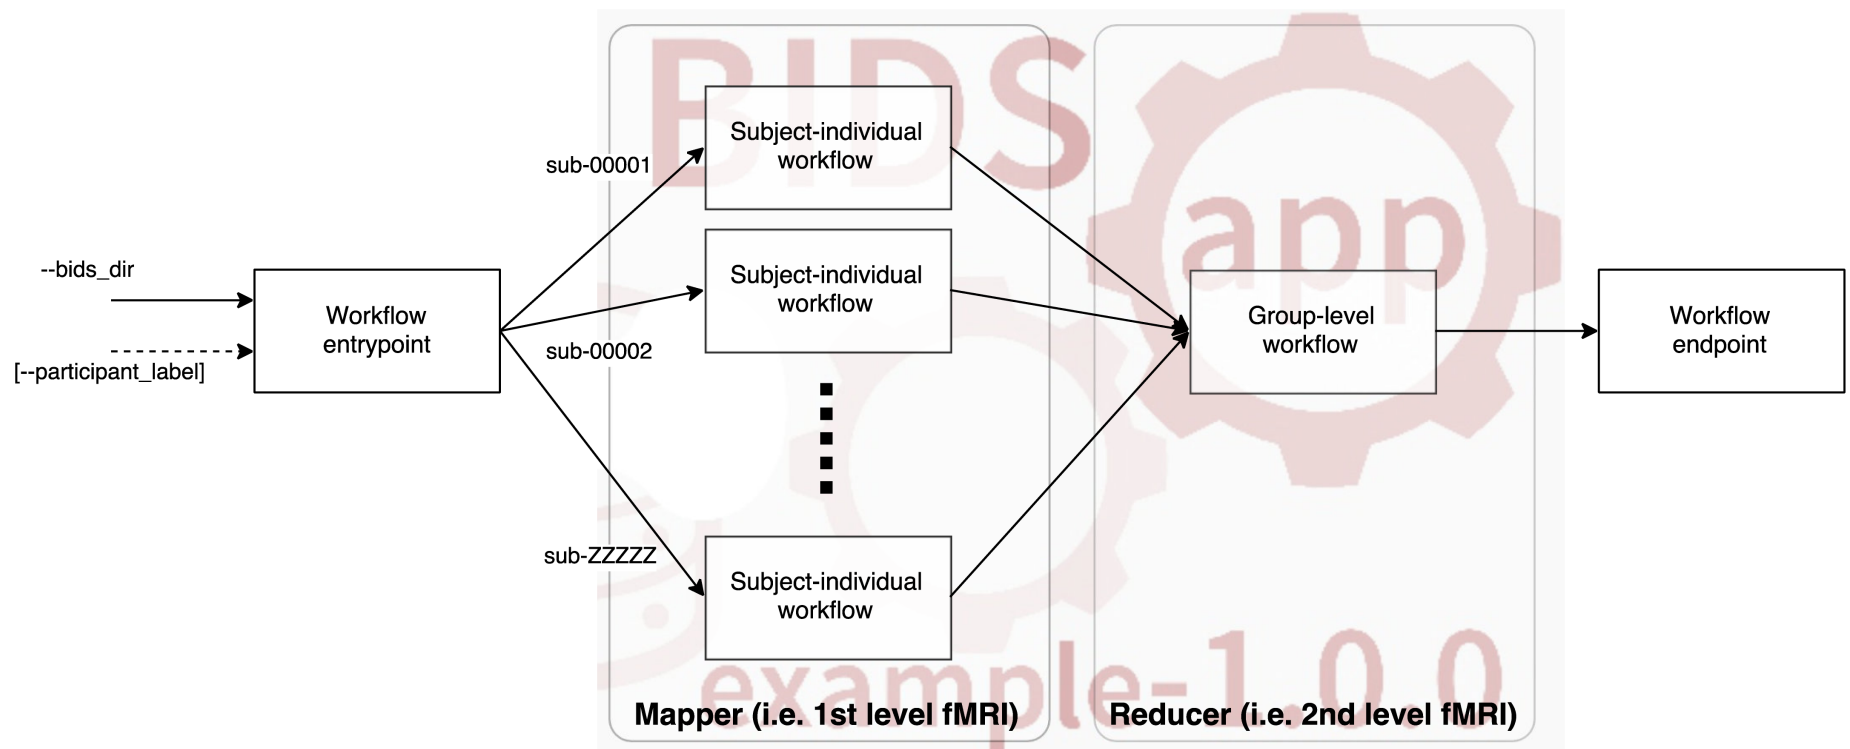 BIDS
app
example-1.0.0
--bids_dir
[--participant_label]
Workflow
entrypoint
sub-00001
sub-00002
sub-ZZZZZ
Subject-individual
workflow
Subject-individual
workflow
Subject-individual
workflow
Mapper (i.e. 1st level fMRI)
Group-level
workflow
Reducer (i.e. 2nd level fMRI)
Workflow
endpoint